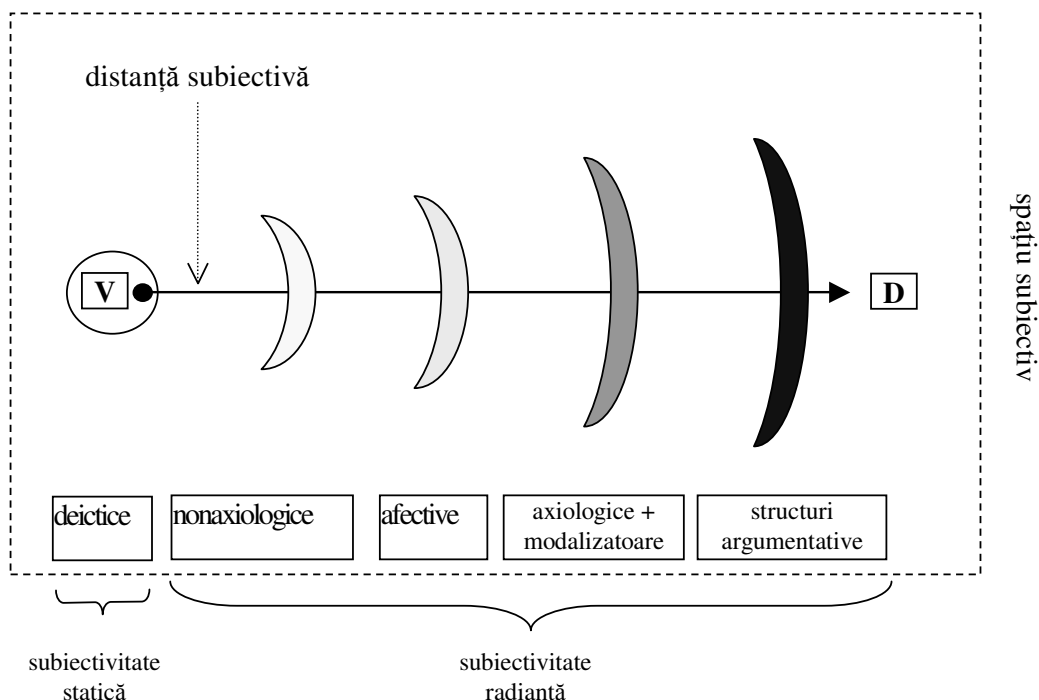 distanță subiectivă
V
D
spațiu subiectiv
deictice
nonaxiologice
afective
axiologice +
modalizatoare
structuri
argumentative
subiectivitate
statică
subiectivitate
radiantă